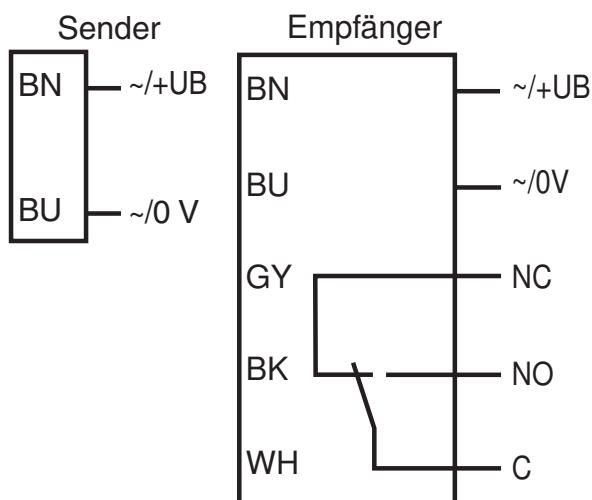 Sender
BN ~/+UB
BU ~/0 V
Empfänger
BN ~/+UB
BU ~/0V
GY NC
BK NO
WH C